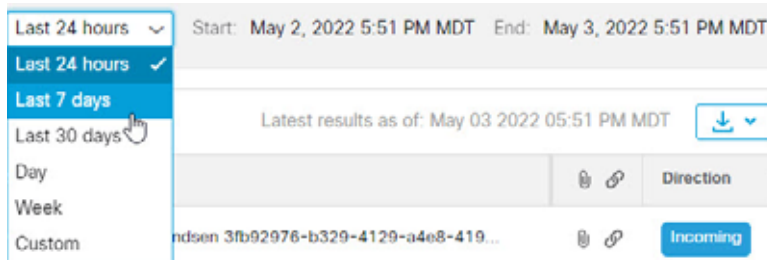 Last 24 hours Start: May 2, 2022 5:51 PM MDT End: May 3, 2022 5:51 PM MDT
Last 24 hours
Last 7 days
Latest results as of: May 03 2022 05:51 PM MDT
Last 30 days
Day
Direction
Week
Custom
ndsen 3fb92976-b329-4129-a4e8-419... Incoming